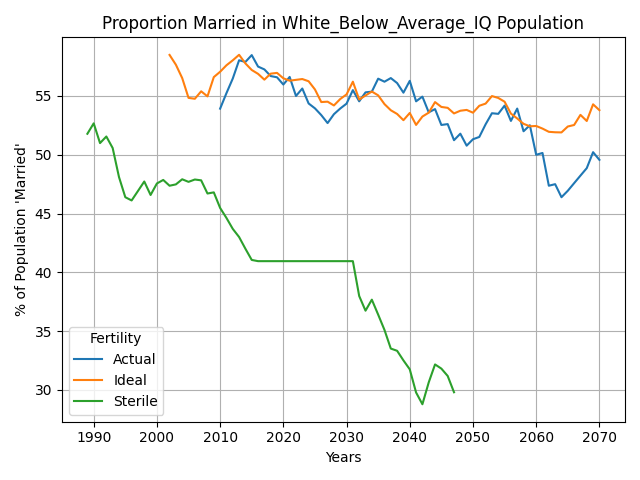 Proportion Married in White_Below_Average_IQ Population
% of Population 'Married'
55
50
45
40
35
30
Fertility
Actual
Ideal
Sterile
1990 2000 2010 2020 2030 2040 2050 2060 2070
Years